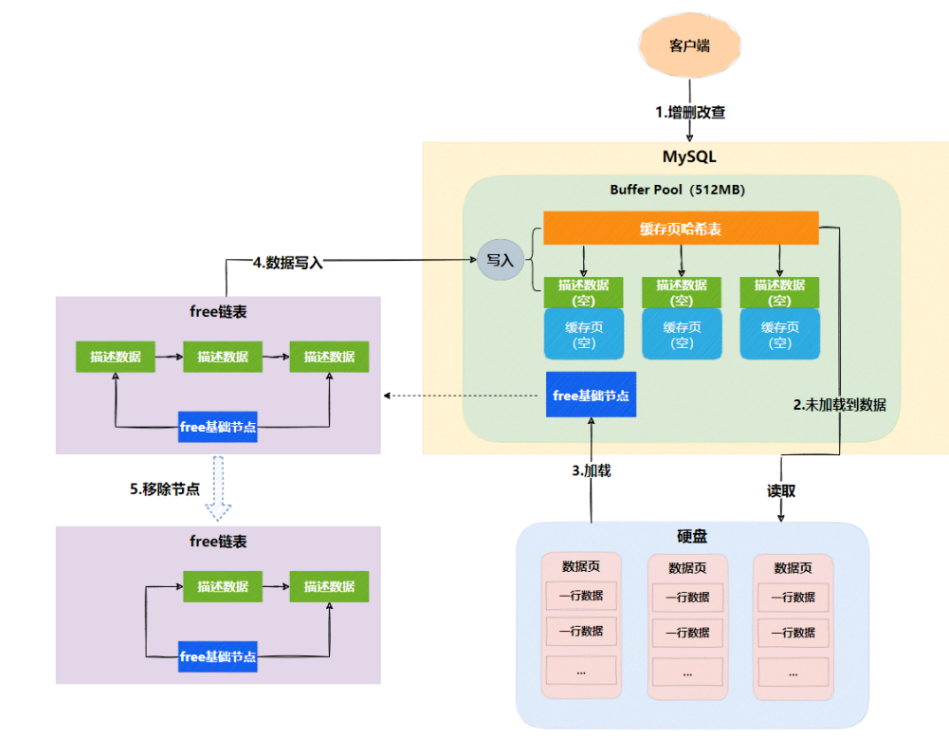 客户端
1.增删改查
MySQL
Buffer Pool（512MB）
缓存页哈希表
4.数据写入
写入
描述数据
(空)
描述数据
(空)
描述数据
(空)
缓存页
(空)
缓存页
(空)
缓存页
(空)
free链表
描述数据
描述数据
描述数据
free基础节点
free基础节点
2.未加载到数据
3.加载
读取
5.移除节点
free链表
描述数据
描述数据
free基础节点
硬盘
数据页
一行数据
一行数据
...
数据页
一行数据
一行数据
...
数据页
一行数据
一行数据
...